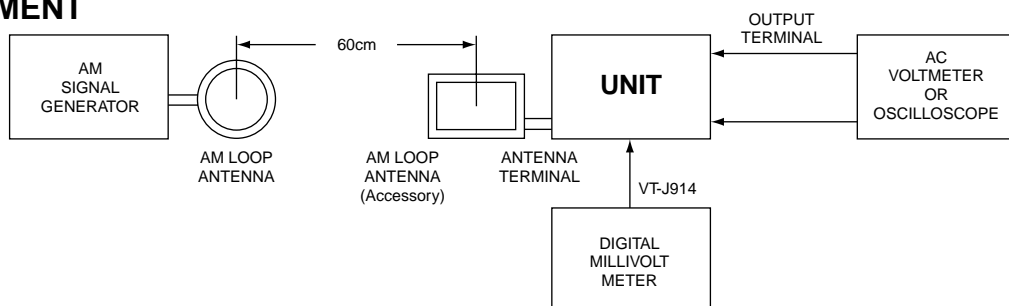 MENT
AM
SIGNAL
GENERATOR
60cm
AM LOOP
ANTENNA
AM LOOP
ANTENNA
(Accessory)
ANTENNA
TERMINAL
UNIT
OUTPUT
TERMINAL
AC
VOLTMETER
OR
OSCILLOSCOPE
VT-J914
DIGITAL
MILLIVOLT
METER